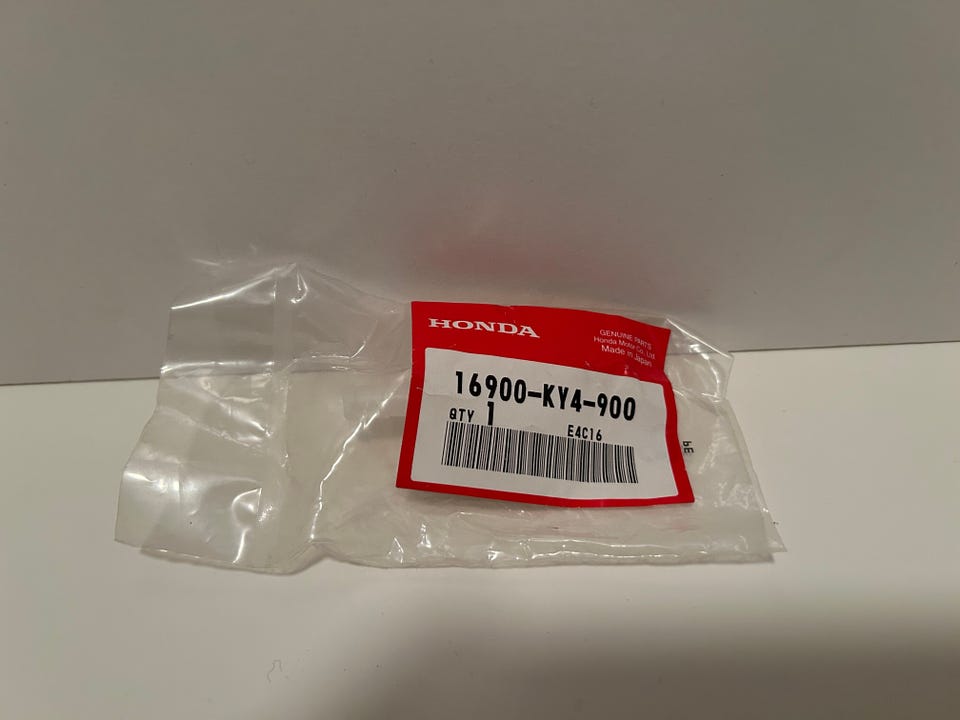 HONDA
GENUINE PARTS
Honda Motor Co., Ltd.
Made in Japan
16900-KY4-900
QTY 1
E4C16